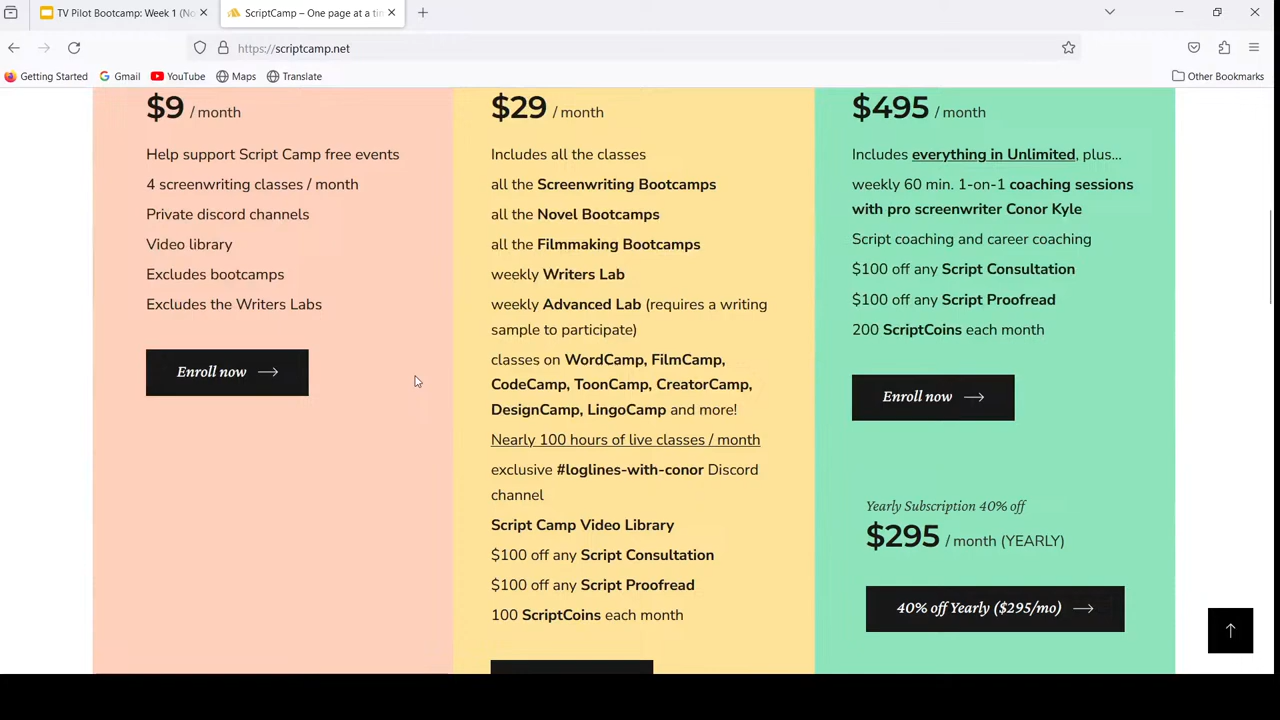 TV Pilot Bootcamp: Week 1 (No
ScriptCamp – One page at a tim
https://scriptcamp.net
Getting Started
Gmail
YouTube
Maps
Translate
Other Bookmarks
$9 / month
Help support Script Camp free events
4 screenwriting classes / month
Private discord channels
Video library
Excludes bootcamps
Excludes the Writers Labs
Enroll now
$29 / month
Includes all the classes
all the Screenwriting Bootcamps
all the Novel Bootcamps
all the Filmmaking Bootcamps
weekly Writers Lab
weekly Advanced Lab (requires a writing
sample to participate)
classes on WordCamp, FilmCamp,
CodeCamp, ToonCamp, CreatorCamp,
DesignCamp, LingoCamp and more!
Nearly 100 hours of live classes / month
exclusive #loglines-with-conor Discord
channel
Script Camp Video Library
$100 off any Script Consultation
$100 off any Script Proofread
100 ScriptCoins each month
$495 / month
Includes everything in Unlimited, plus...
weekly 60 min. 1-on-1 coaching sessions
with pro screenwriter Conor Kyle
Script coaching and career coaching
$100 off any Script Consultation
$100 off any Script Proofread
200 ScriptCoins each month
Enroll now
Yearly Subscription 40% off
$295 / month (YEARLY)
40% off Yearly ($295/mo)